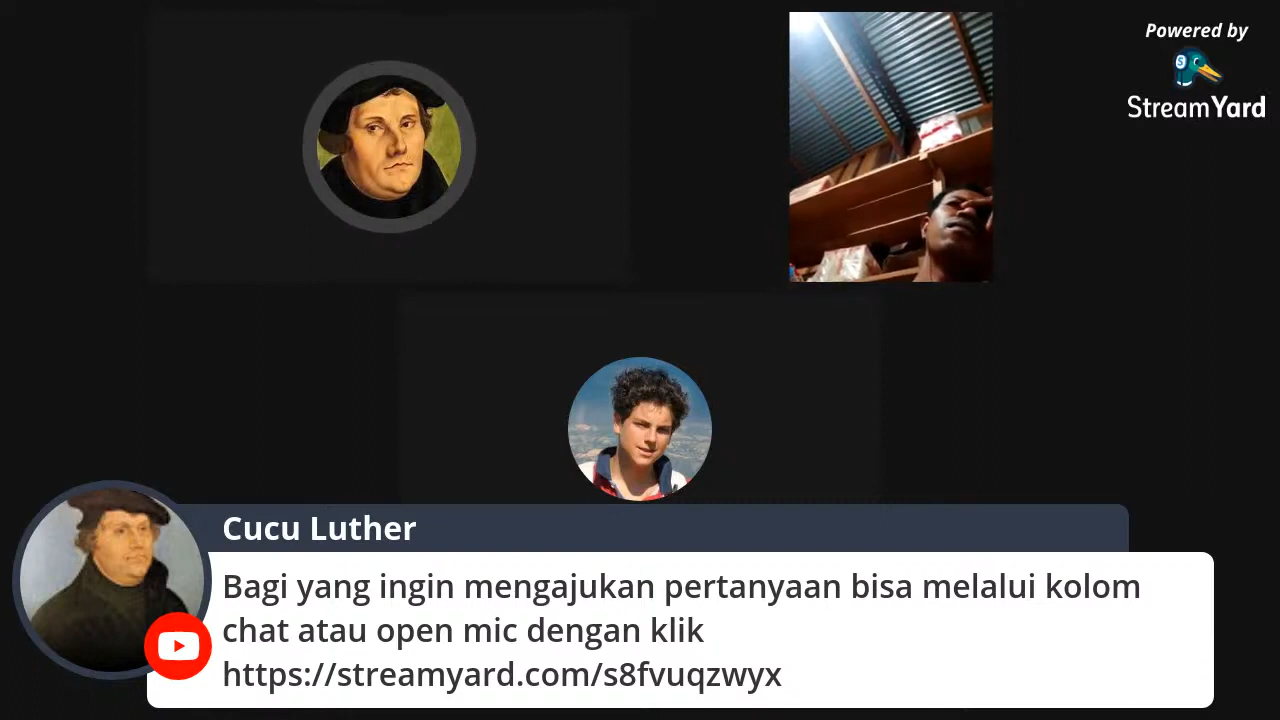 Powered by
StreamYard
Cucu Luther
Bagi yang ingin mengajukan pertanyaan bisa melalui kolom
chat atau open mic dengan klik
https://streamyard.com/s8fvuqzwyx